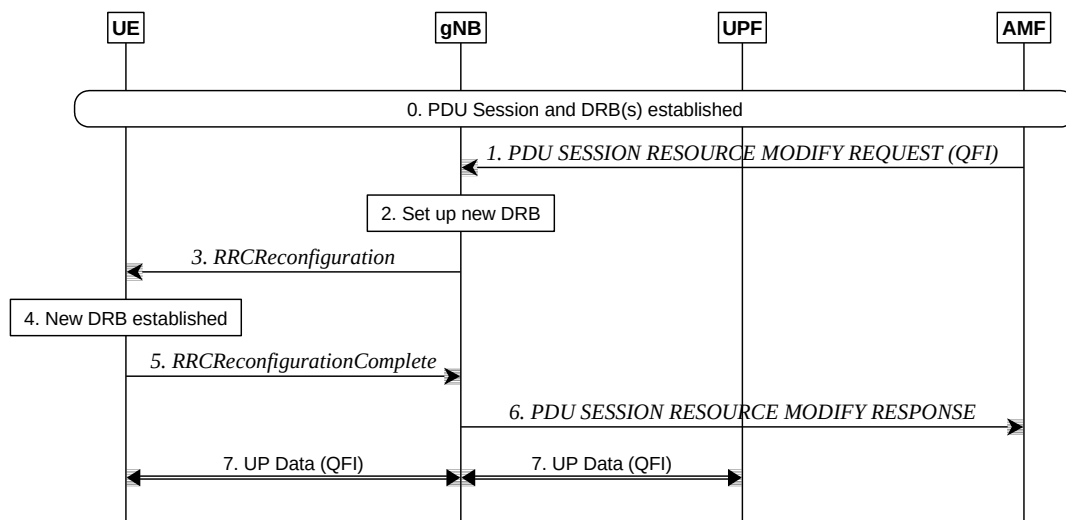 UE
gNB
UPF
AMF
0. PDU Session and DRB(s) established
1. PDU SESSION RESOURCE MODIFY REQUEST (QFI)
2. Set up new DRB
3. RRCReconfiguration
4. New DRB established
5. RRCReconfigurationComplete
6. PDU SESSION RESOURCE MODIFY RESPONSE
7. UP Data (QFI)
7. UP Data (QFI)